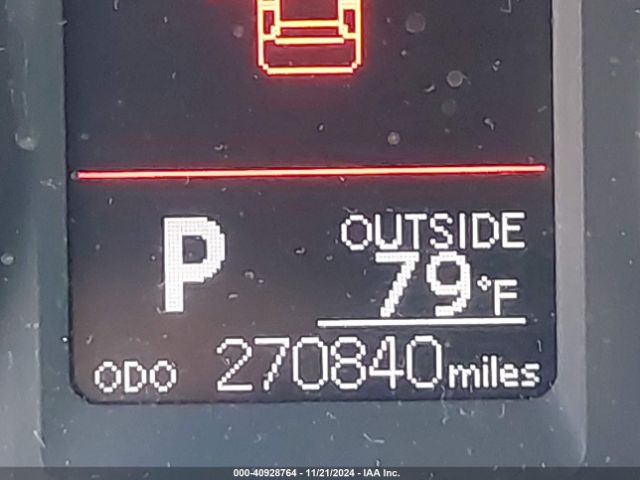 P
OUTSIDE
79°F
ODO 270840 miles
000-40928764 - 11/21/2024 - IAA Inc.